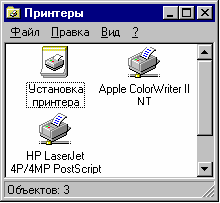 Принтеры
Файл Правка Вид ?
Установка
принтера
Apple ColorWriter II
NT
HP LaserJet
4P/4MP PostScript
Объектов: 3